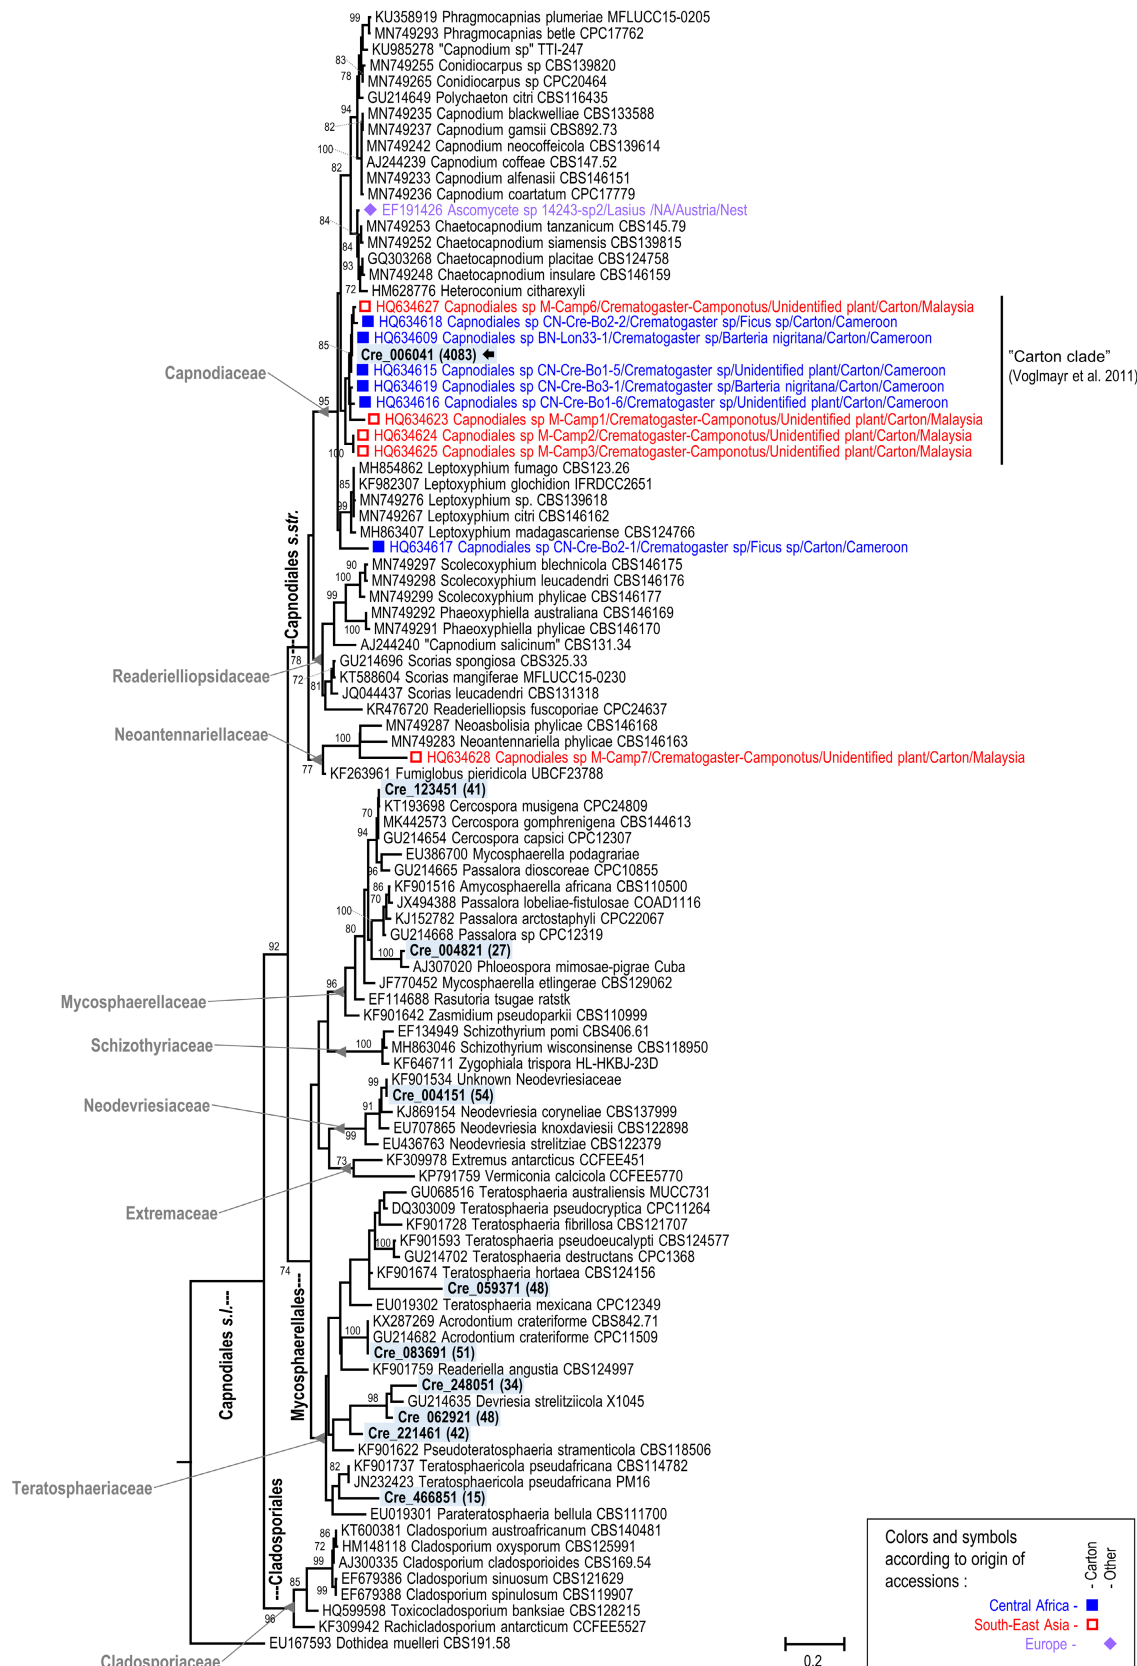 99
KU358919 Phragmocapnias plumeriae MFLUCC15-0205
MN749293 Phragmocapnias betle CPC17762
KU985278 "Capnodium sp" TTI-247
83
MN749255 Conidiocarpus sp CBS139820
78
MN749265 Conidiocarpus sp CPC20464
GU214649 Polychaeton citri CBS116435
94
MN749235 Capnodium blackwelliae CBS133588
82
MN749237 Capnodium gamsii CBS892.73
100
MN749242 Capnodium neocoffeicola CBS139614
82
AJ244239 Capnodium coffeae CBS147.52
MN749233 Capnodium alfenasii CBS146151
MN749236 Capnodium coartatum CPC17779
EF191426 Ascomycete sp 14243-sp2/Lasius /NA/Austria/Nest
84
MN749253 Chaetocapnodium tanzanicum CBS145.79
84
MN749252 Chaetocapnodium siamensis CBS139815
GQ303268 Chaetocapnodium placitae CBS124758
93
MN749248 Chaetocapnodium insulare CBS146159
72
HM628776 Heteroconium citharexyli
HQ634627 Capnodiales sp M-Camp6/Crematogaster-Camponotus/Unidentified plant/Carton/Malaysia
HQ634618 Capnodiales sp CN-Cre-Bo2-2/Crematogaster sp/Ficus sp/Carton/Cameroon
HQ634609 Capnodiales sp BN-Lon33-1/Crematogaster sp/Barteria nigritana/Carton/Cameroon
85
Cre_006041 (4083)
"Carton clade"
(Voglmayr et al. 2011)
Capnodiaceae
HQ634615 Capnodiales sp CN-Cre-Bo1-5/Crematogaster sp/Unidentified plant/Carton/Cameroon
HQ634619 Capnodiales sp CN-Cre-Bo3-1/Crematogaster sp/Barteria nigritana/Carton/Cameroon
95
HQ634616 Capnodiales sp CN-Cre-Bo1-6/Crematogaster sp/Unidentified plant/Carton/Cameroon
HQ634623 Capnodiales sp M-Camp1/Crematogaster-Camponotus/Unidentified plant/Carton/Malaysia
HQ634624 Capnodiales sp M-Camp2/Crematogaster-Camponotus/Unidentified plant/Carton/Malaysia
100
HQ634625 Capnodiales sp M-Camp3/Crematogaster-Camponotus/Unidentified plant/Carton/Malaysia
MH854862 Leptoxyphium fumago CBS123.26
85
KF982307 Leptoxyphium glochidion IFRDCC2651
99
MN749276 Leptoxyphium sp. CBS139618
MN749267 Leptoxyphium citri CBS146162
MH863407 Leptoxyphium madagascariense CBS124766
HQ634617 Capnodiales sp CN-Cre-Bo2-1/Crematogaster sp/Ficus sp/Carton/Cameroon
---Capnodiales s.str.
90
MN749297 Scolecoxyphium blechnicola CBS146175
100
MN749298 Scolecoxyphium leucadendri CBS146176
99
MN749299 Scolecoxyphium phylicae CBS146177
MN749292 Phaeoxyphiella australiana CBS146169
100
MN749291 Phaeoxyphiella phylicae CBS146170
AJ244240 "Capnodium salicinum" CBS131.34
78
GU214696 Scorias spongiosa CBS325.33
Readerielliopsidaceae
72
KT588604 Scorias mangiferae MFLUCC15-0230
81
JQ044437 Scorias leucadendri CBS131318
KR476720 Readerielliopsis fuscoporiae CPC24637
MN749287 Neoasbolisia phylicae CBS146168
Neoantennariellaceae
100
MN749283 Neoantennariella phylicae CBS146163
HQ634628 Capnodiales sp M-Camp7/Crematogaster-Camponotus/Unidentified plant/Carton/Malaysia
77
KF263961 Fumiglobus pieridicola UBCF23788
Cre_123451 (41)
70
KT193698 Cercospora musigena CPC24809
MK442573 Cercospora gomphrenigena CBS144613
94
GU214654 Cercospora capsici CPC12307
EU386700 Mycosphaerella podagrariae
96
GU214665 Passalora dioscoreae CPC10855
86
KF901516 Amycosphaerella africana CBS110500
70
JX494388 Passalora lobeliae-fistulosae COAD1116
100
KJ152782 Passalora arctostaphyli CPC22067
80
GU214668 Passalora sp CPC12319
92
100
Cre_004821 (27)
AJ307020 Phloeospora mimosae-pigrae Cuba
96
JF770452 Mycosphaerella etlingerae CBS129062
Mycosphaerellaceae
EF114688 Rasutoria tsugae ratstk
KF901642 Zasmidium pseudoparkii CBS110999
EF134949 Schizothyrium pomi CBS406.61
Schizothyriaceae
100
MH863046 Schizothyrium wisconsinense CBS118950
KF646711 Zygophiala trispora HL-HKBJ-23D
99
KF901534 Unknown Neodevriesiaceae
Cre_004151 (54)
Neodevriesiaceae
91
KJ869154 Neodevriesia coryneliae CBS137999
99
EU707865 Neodevriesia knoxdaviesii CBS122898
EU436763 Neodevriesia strelitziae CBS122379
73
KF309978 Extremus antarcticus CCFEE451
KP791759 Vermiconia calcicola CCFEE5770
Extremaceae
GU068516 Teratosphaeria australiensis MUCC731
DQ303009 Teratosphaeria pseudocryptica CPC11264
KF901728 Teratosphaeria fibrillosa CBS121707
100
KF901593 Teratosphaeria pseudoeucalypti CBS124577
GU214702 Teratosphaeria destructans CPC1368
74
KF901674 Teratosphaeria hortaea CBS124156
Cre_059371 (48)
EU019302 Teratosphaeria mexicana CPC12349
Capnodiales s.l.---
Mycosphaerellales---
KX287269 Acrodontium crateriforme CBS842.71
100
GU214682 Acrodontium crateriforme CPC11509
Cre_083691 (51)
KF901759 Readeriella angustia CBS124997
Cre_248051 (34)
98
GU214635 Devriesia strelitziicola X1045
Cre_062921 (48)
Cre_221461 (42)
KF901622 Pseudoteratosphaeria stramenticola CBS118506
82
KF901737 Teratosphaericola pseudafricana CBS114782
JN232423 Teratosphaericola pseudafricana PM16
Teratosphaeriaceae
Cre_466851 (15)
EU019301 Parateratosphaeria bellula CBS111700
---Cladosporiales
86
KT600381 Cladosporium austroafricanum CBS140481
72
HM148118 Cladosporium oxysporum CBS125991
99
AJ300335 Cladosporium cladosporioides CBS169.54
85
EF679386 Cladosporium sinuosum CBS121629
99
EF679388 Cladosporium spinulosum CBS119907
96
HQ599598 Toxicocladosporium banksiae CBS128215
KF309942 Rachicladosporium antarcticum CCFEE5527
EU167593 Dothidea muelleri CBS191.58
Cladosporiaceae
0.2
Colors and symbols
according to origin of
accessions :
- Carton
- Other
Central Africa -
South-East Asia -
Europe -